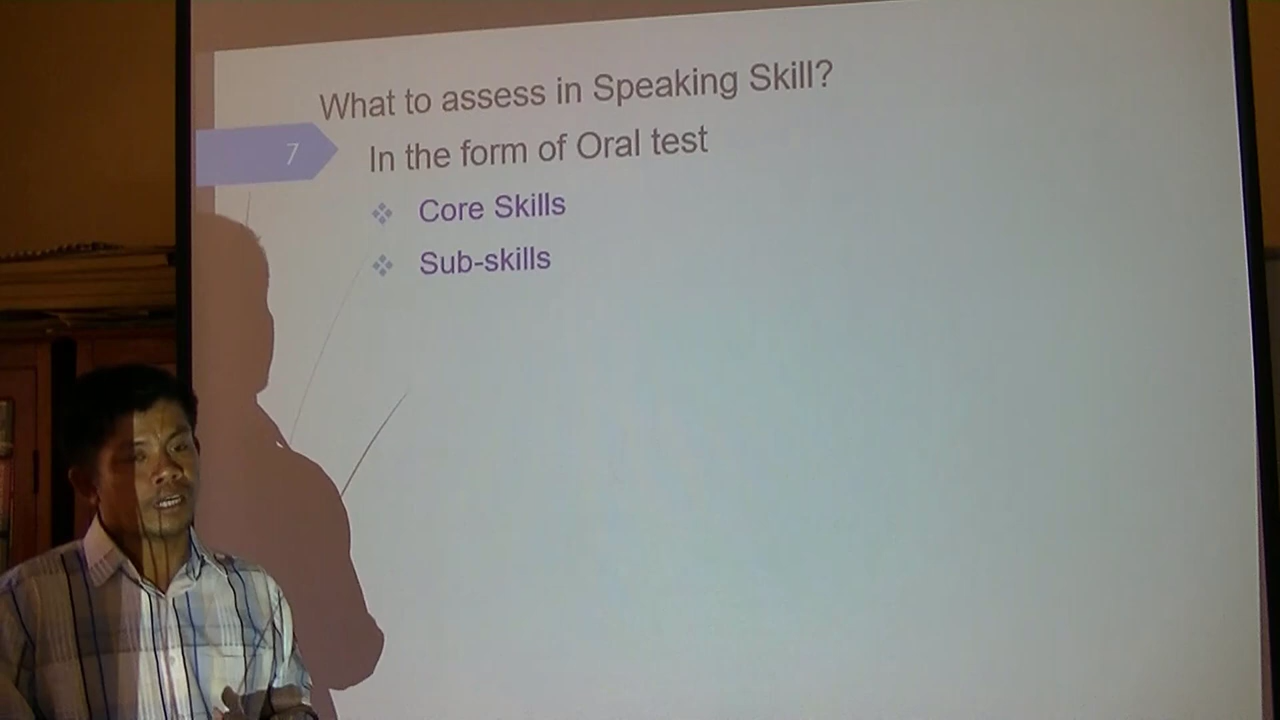 What to assess in Speaking Skill?
7
In the form of Oral test
Core Skills
Sub-skills